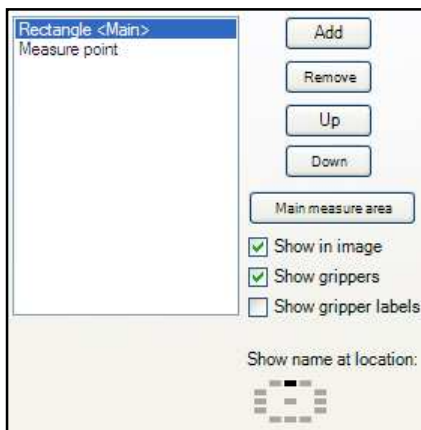 Rectangle <Main>
Measure point
Add
Remove
Up
Down
Main measure area
Show in image
Show grippers
Show gripper labels
Show name at location: